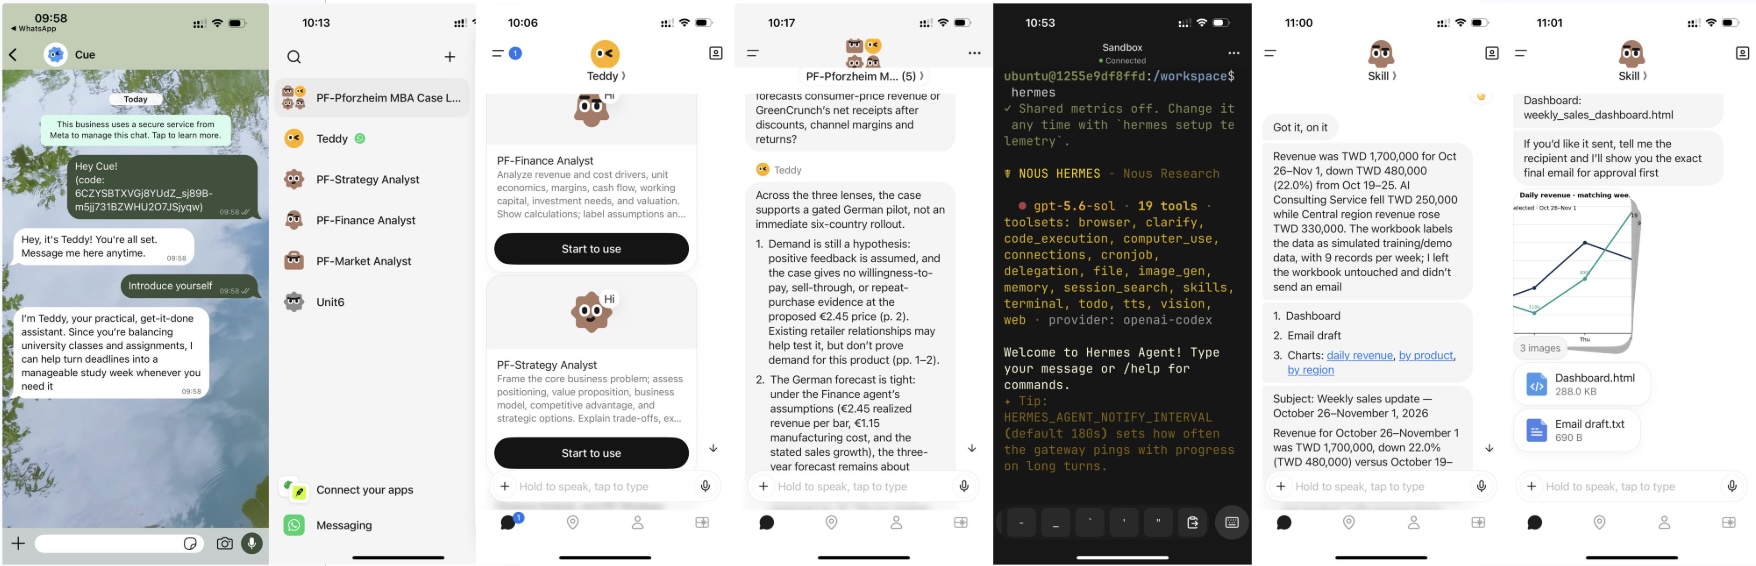 09:58
WhatsApp
Cue
Today
This business uses a secure service from
Meta to manage this chat. Tap to learn more.
Hey Cue!
(code:
6CZYSBTXVGj8YUdZ_sj89B-
m5jj731BZWHU2O7JSjyqw)
09:58
Hey, it's Teddy! You're all set.
Message me here anytime.
09:58
Introduce yourself
09:58
I'm Teddy, your practical, get-it-done
assistant. Since you're balancing
university classes and assignments, I
can help turn deadlines into a
manageable study week whenever you
need it
09:58
10:13
PF-Pforzheim MBA Case L...
Teddy
PF-Strategy Analyst
PF-Finance Analyst
PF-Market Analyst
Unit6
Connect your apps
Messaging
10:06
1
Teddy
Hi
PF-Finance Analyst
Analyze revenue and cost drivers, unit
economics, margins, cash flow, working
capital, investment needs, and valuation.
Show calculations; label assumptions an...
Start to use
Hi
PF-Strategy Analyst
Frame the core business problem; assess
positioning, value proposition, business
model, competitive advantage, and
strategic options. Explain trade-offs, ex...
Start to use
Hold to speak, tap to type
1
10:17
PF-Pforzheim M... (5)
forecasts consumer-price revenue or
GreenCrunch's net receipts after
discounts, channel margins and
returns?
Teddy
Across the three lenses, the case
supports a gated German pilot, not an
immediate six-country rollout.
1. Demand is still a hypothesis:
positive feedback is assumed, and
the case gives no willingness-to-
pay, sell-through, or repeat-
purchase evidence at the
proposed €2.45 price (p. 2).
Existing retailer relationships may
help test it, but don't prove
demand for this product (pp. 1–2).
2. The German forecast is tight:
under the Finance agent's
assumptions (€2.45 realized
revenue per bar, €1.15
manufacturing cost, and the
stated sales growth), the three-
year forecast remains about
Hold to speak, tap to type
10:53
Sandbox
Connected
ubuntu@1255e9df8ffd:/workspace$
hermes
✓ Shared metrics off. Change it
any time with `hermes setup te
lemetry`.
NOUS HERMES - Nous Research
gpt-5.6-sol · 19 tools ·
toolsets: browser, clarify,
code_execution, computer_use,
connections, cronjob,
delegation, file, image_gen,
memory, session_search, skills,
terminal, todo, tts, vision,
web · provider: openai-codex
Welcome to Hermes Agent! Type
your message or /help for
commands.
✦ Tip:
HERMES_AGENT_NOTIFY_INTERVAL
(default 180s) sets how often
the gateway pings with progress
on long turns.
- _ ` ' "
11:00
Skill
Got it, on it
Revenue was TWD 1,700,000 for Oct
26–Nov 1, down TWD 480,000
(22.0%) from Oct 19–25. AI
Consulting Service fell TWD 250,000
while Central region revenue rose
TWD 330,000. The workbook labels
the data as simulated training/demo
data, with 9 records per week; I left
the workbook untouched and didn't
send an email
1. Dashboard
2. Email draft
3. Charts: daily revenue, by product,
by region
Subject: Weekly sales update —
October 26–November 1, 2026
Revenue for October 26–November 1
was TWD 1,700,000, down 22.0%
(TWD 480,000) versus October 19–
Hold to speak, tap to type
11:01
Skill
Dashboard:
weekly_sales_dashboard.html
If you'd like it sent, tell me the
recipient and I'll show you the exact
final email for approval first
Daily revenue - matching wee
elected · Oct 26–Nov 1
Thu
3 images
Dashboard.html
288.0 KB
Email draft.txt
690 B
Hold to speak, tap to type